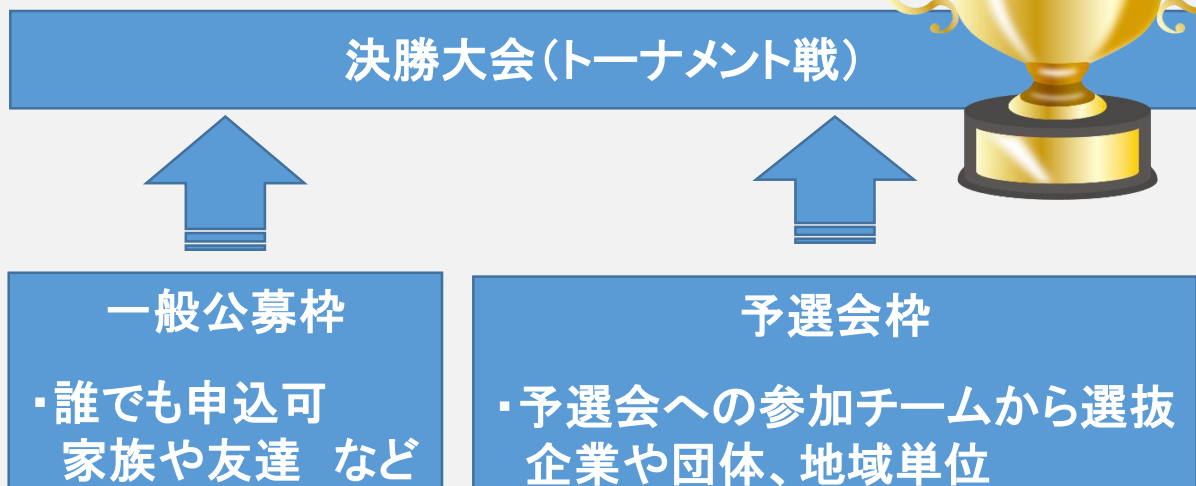 決勝大会(トーナメント戦)
一般公募枠
・誰でも申込可
家族や友達 など
予選会枠
・予選会への参加チームから選抜
企業や団体、地域単位